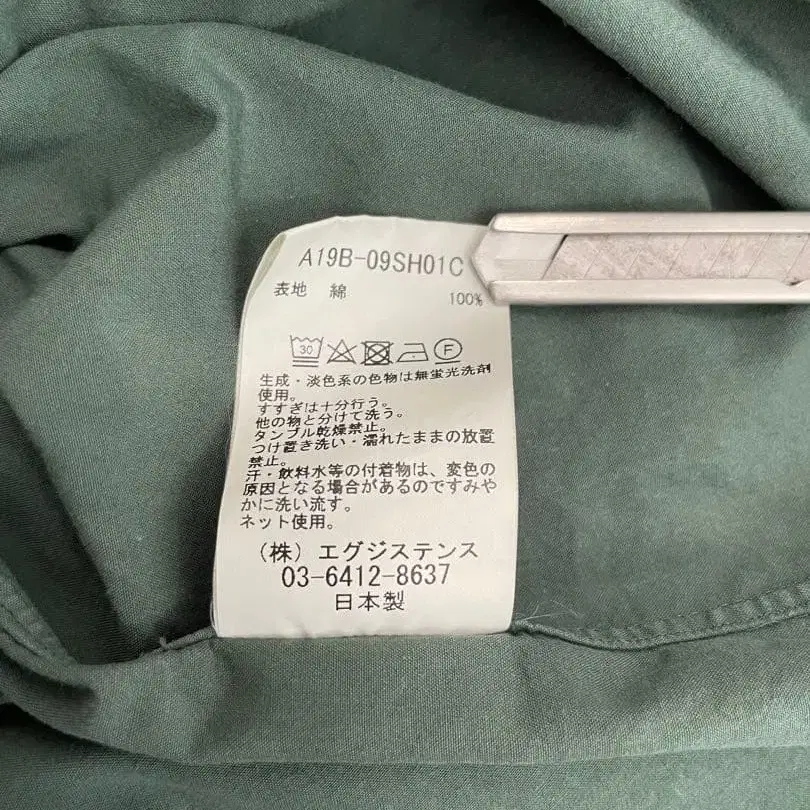 A19B-09SH01C
表地 綿 100%
30 F
生成・淡色系の色物は無蛍光洗剤
使用。
すすぎは十分行う。
他の物と分けて洗う。
タンブル乾燥禁止。
つけ置き洗い・濡れたままの放置
禁止。
汗・飲料水等の付着物は、変色の
原因となる場合があるのですみや
かに洗い流す。
ネット使用。
(株) エグジステンス
03-6412-8637
日本製